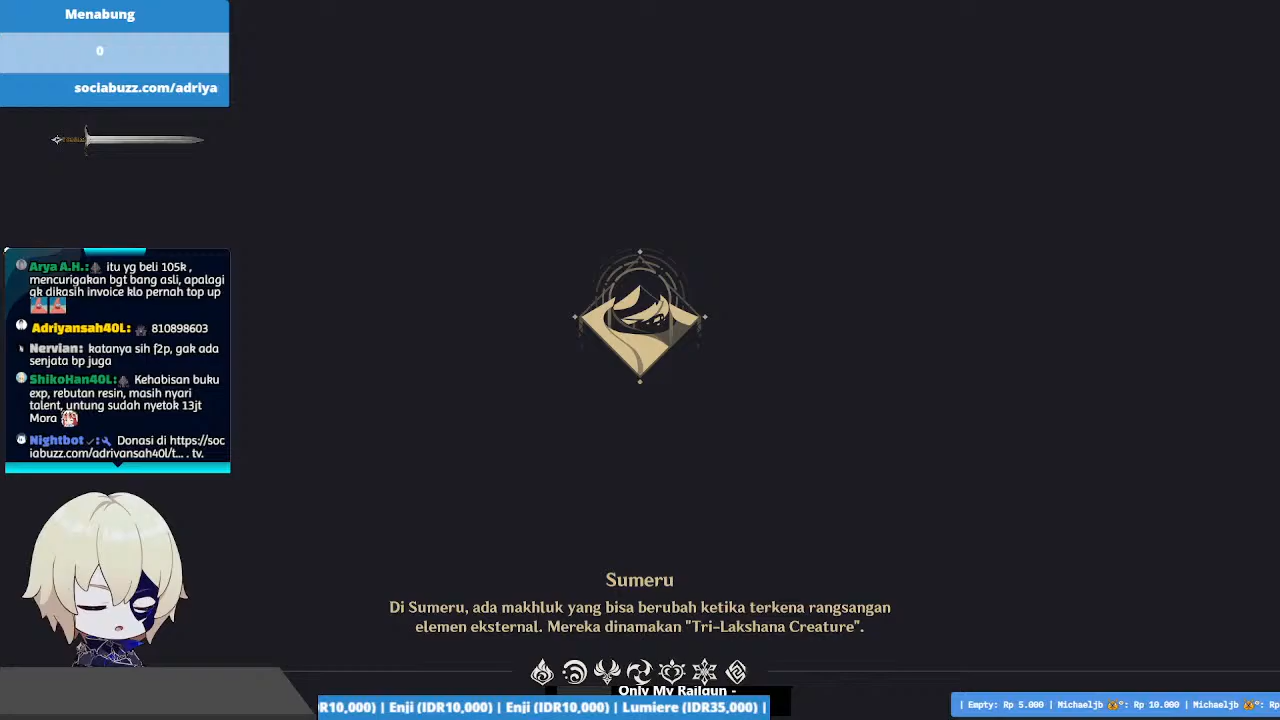 Menabung
0
sociabuzz.com/adriya
Arya A.H.: itu yg beli 105k ,
mencurigakan bgt bang asli, apalagi
gk dikasih invoice klo pernah top up
Adriyansah40L: 810898603
Nervian: katanya sih f2p, gak ada
senjata bp juga
ShikoHan40L: Kehabisan buku
exp, rebutan resin, masih nyari
talent, untung sudah nyetok 13jt
Mora
Nightbot : Donasi di https://soc
iabuzz.com/adriyansah40l/t... . tv.
Sumeru
Di Sumeru, ada makhluk yang bisa berubah ketika terkena rangsangan
elemen eksternal. Mereka dinamakan "Tri-Lakshana Creature".
Only My Railgun -
R10,000) | Enji (IDR10,000) | Enji (IDR10,000) | Lumiere (IDR35,000) |
| Empty: Rp 5.000 | Michaeljb : Rp 10.000 | Michaeljb : Rp